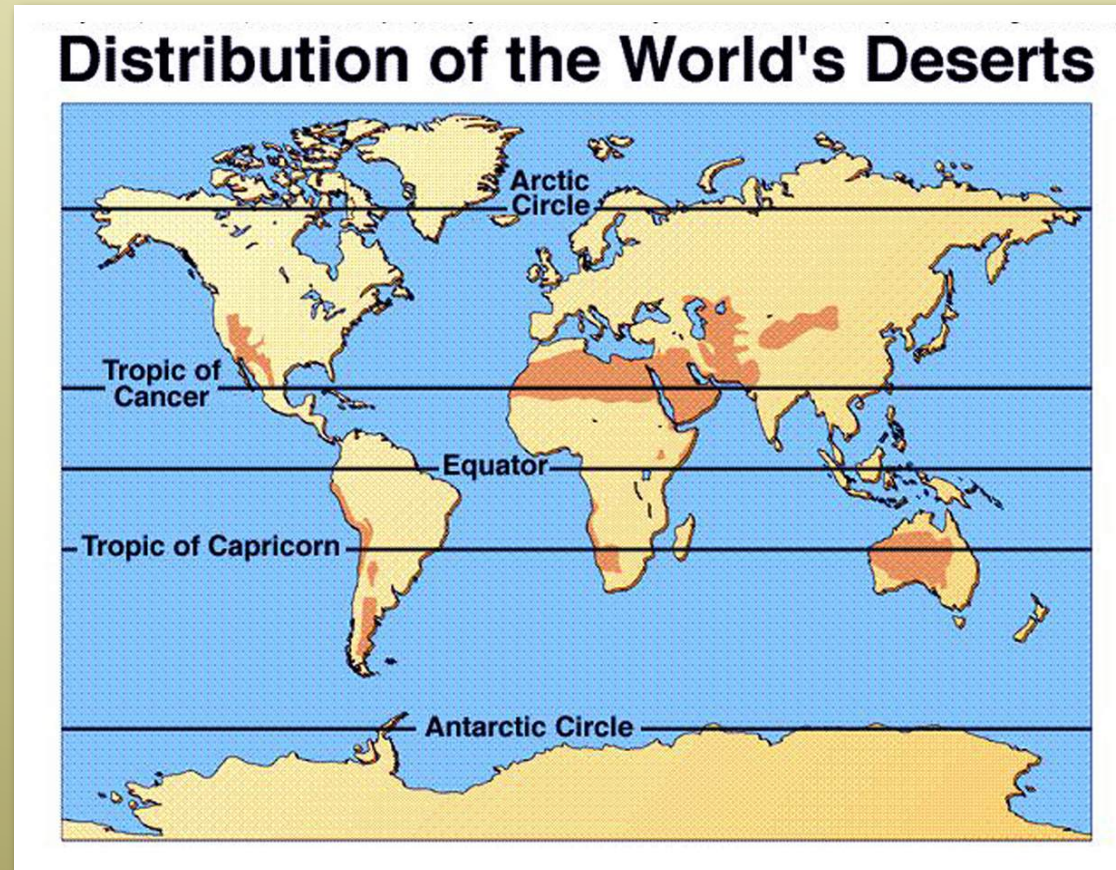 Distribution of the World's Deserts
Arctic
Circle
Tropic of
Cancer
Equator
Tropic of Capricorn
Antarctic Circle